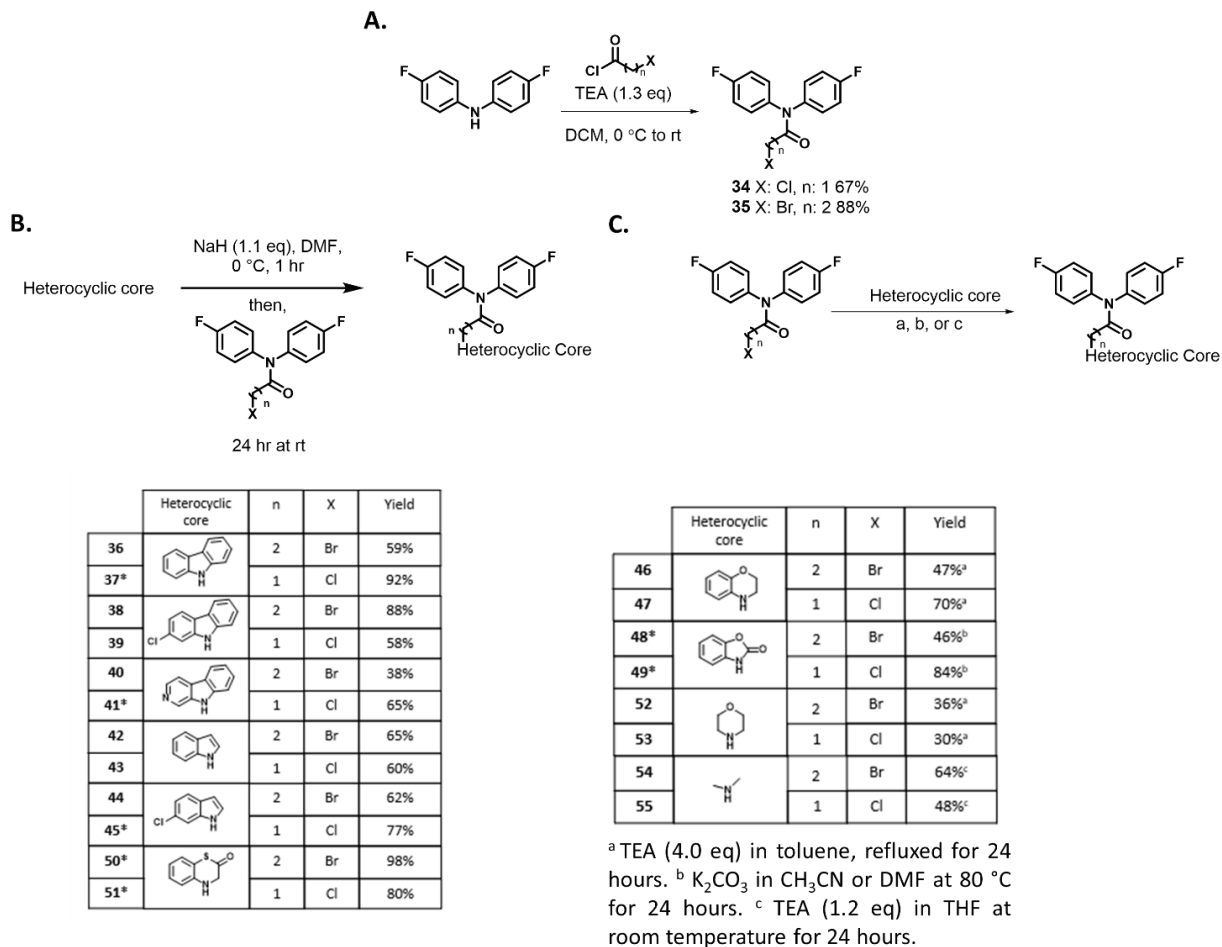 A.
F
F
N
H
O
Cl
X
n
TEA (1.3 eq)
DCM, 0 °C to rt
F
F
N
O
n
X
34 X: Cl, n: 1 67%
35 X: Br, n: 2 88%
B.
Heterocyclic core
NaH (1.1 eq), DMF,
0 °C, 1 hr
then,
F
F
N
O
n
X
24 hr at rt
F
F
N
O
n
Heterocyclic Core
C.
F
F
N
O
n
X
Heterocyclic core
a, b, or c
F
F
N
O
n
Heterocyclic Core
Heterocyclic core n X Yield
36 2 Br 59%
N
H
37* 1 Cl 92%
38 2 Br 88%
Cl N
H
39 1 Cl 58%
40 2 Br 38%
N N
H
41* 1 Cl 65%
42 2 Br 65%
N
H
43 1 Cl 60%
44 2 Br 62%
Cl N
H
45* 1 Cl 77%
50* S O 2 Br 98%
N
H
51* 1 Cl 80%
Heterocyclic core n X Yield
46 O 2 Br 47%ᵃ
N
H
47 1 Cl 70%ᵃ
48* O O 2 Br 46%ᵇ
NH
49* 1 Cl 84%ᵇ
52 O 2 Br 36%ᵃ
N
H
53 1 Cl 30%ᵃ
54 2 Br 64%ᶜ
N
H
55 1 Cl 48%ᶜ
ᵃ TEA (4.0 eq) in toluene, refluxed for 24
hours. ᵇ K₂CO₃ in CH₃CN or DMF at 80 °C
for 24 hours. ᶜ TEA (1.2 eq) in THF at
room temperature for 24 hours.